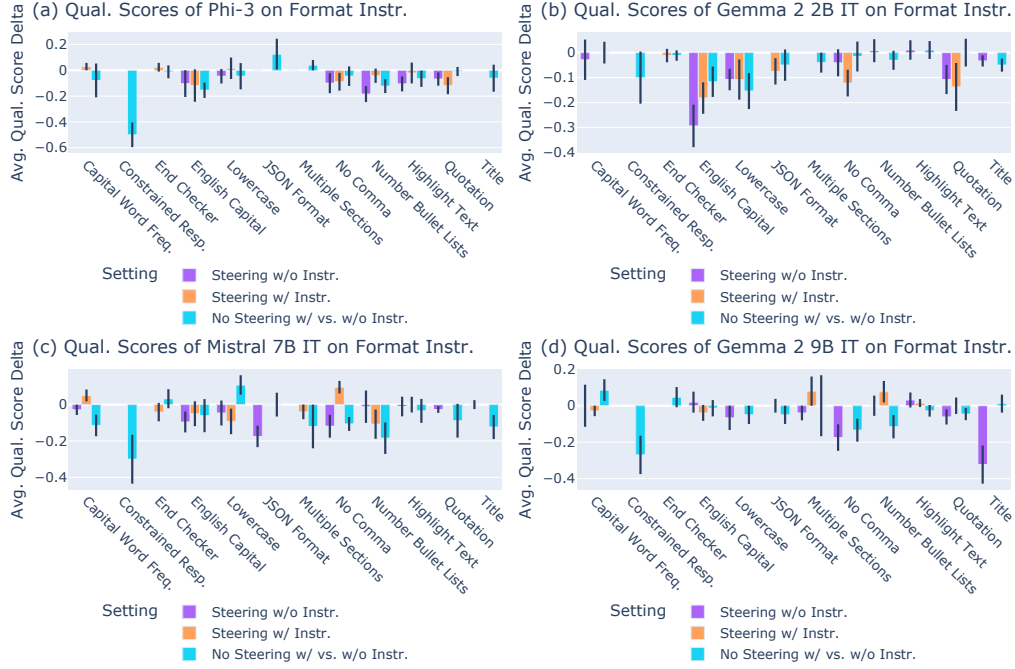 (a) Qual. Scores of Phi-3 on Format Instr.
Avg. Qual. Score Delta
0.2
0
−0.2
−0.4
−0.6
Capital Word Freq.
Constrained Resp.
End Checker
English Capital
Lowercase
JSON Format
Multiple Sections
No Comma
Number Bullet Lists
Highlight Text
Quotation
Title
Setting
Steering w/o Instr.
Steering w/ Instr.
No Steering w/ vs. w/o Instr.
(b) Qual. Scores of Gemma 2 2B IT on Format Instr.
Avg. Qual. Score Delta
0
−0.1
−0.2
−0.3
−0.4
Capital Word Freq.
Constrained Resp.
End Checker
English Capital
Lowercase
JSON Format
Multiple Sections
No Comma
Number Bullet Lists
Highlight Text
Quotation
Title
Setting
Steering w/o Instr.
Steering w/ Instr.
No Steering w/ vs. w/o Instr.
(c) Qual. Scores of Mistral 7B IT on Format Instr.
Avg. Qual. Score Delta
0
−0.2
−0.4
Capital Word Freq.
Constrained Resp.
End Checker
English Capital
Lowercase
JSON Format
Multiple Sections
No Comma
Number Bullet Lists
Highlight Text
Quotation
Title
Setting
Steering w/o Instr.
Steering w/ Instr.
No Steering w/ vs. w/o Instr.
(d) Qual. Scores of Gemma 2 9B IT on Format Instr.
Avg. Qual. Score Delta
0.2
0
−0.2
−0.4
Capital Word Freq.
Constrained Resp.
End Checker
English Capital
Lowercase
JSON Format
Multiple Sections
No Comma
Number Bullet Lists
Highlight Text
Quotation
Title
Setting
Steering w/o Instr.
Steering w/ Instr.
No Steering w/ vs. w/o Instr.